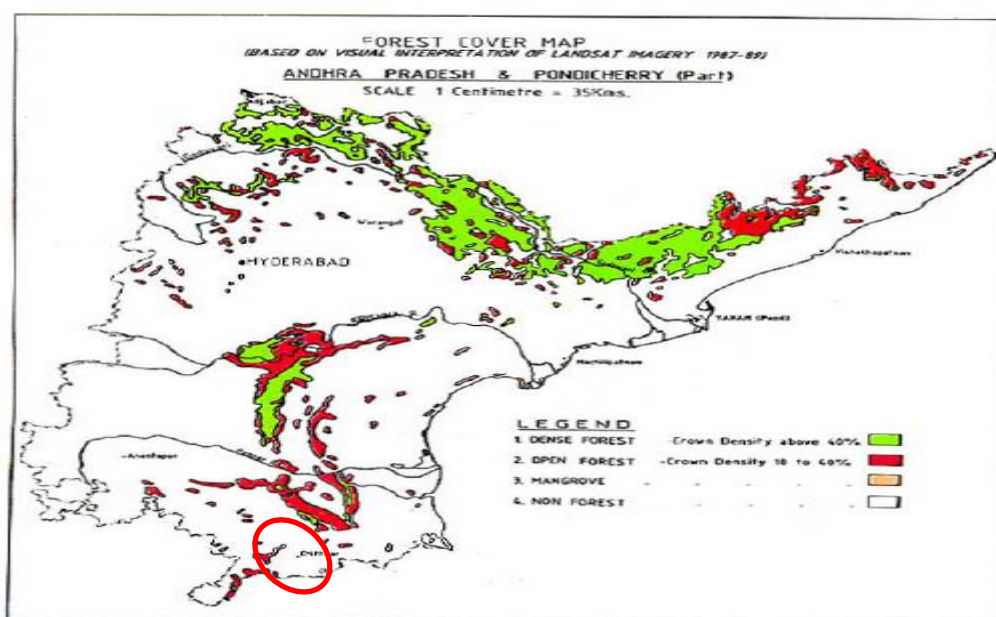 FOREST COVER MAP
(BASED ON VISUAL INTERPRETATION OF LANDSAT IMAGERY 1987-89)
ANDHRA PRADESH & PONDICHERRY (Part)
SCALE 1 Centimetre = 35Kms.
Warangal
HYDERABAD
Visakhapatnam
YANAM (Pond)
Machilipatnam
LEGEND
1. DENSE FOREST -Crown Density above 40%
2. OPEN FOREST -Crown Density 10 to 40%
3. MANGROVE - - - -
4. NON FOREST - - - -
Anantapur